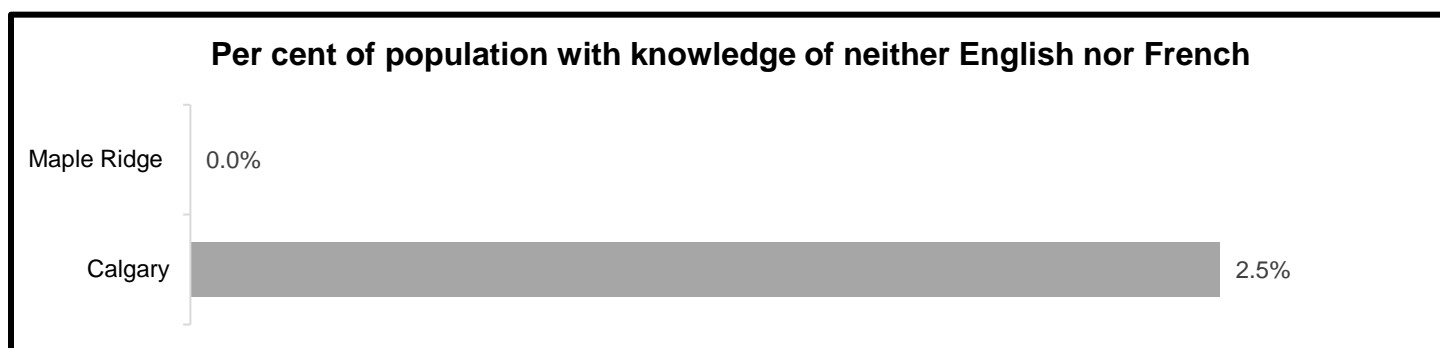 Per cent of population with knowledge of neither English nor French
Maple Ridge 0.0%
Calgary 2.5%